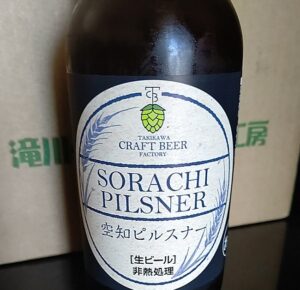 TCB
TAKIKAWA
CRAFT BEER
FACTORY
SORACHI
PILSNER
空知ピルスナー
[生ビール]
非熱処理
滝川
工房